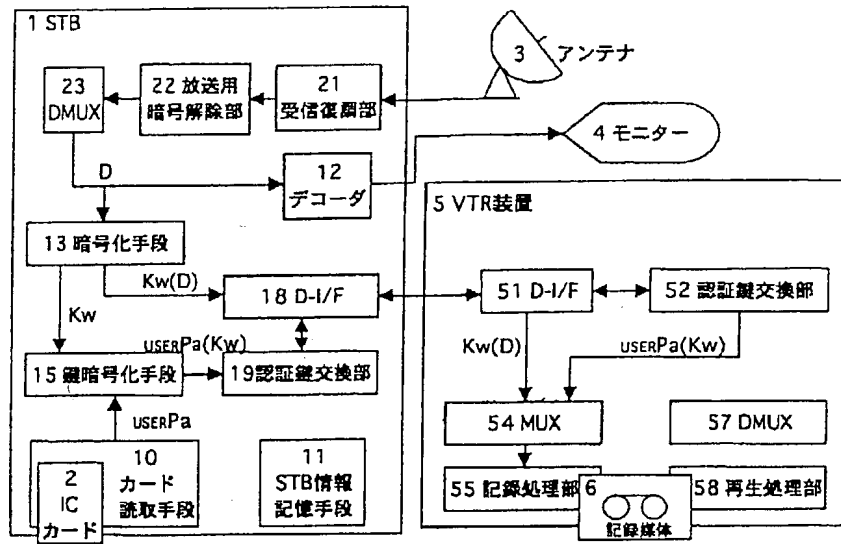 1 STB
3 アンテナ
23
DMUX
22 放送用
暗号解除部
21
受信復調部
4 モニター
D
12
デコーダ
5 VTR装置
13 暗号化手段
Kw(D)
18 D-I/F
51 D-I/F
52 認証鍵交換部
Kw
USERPa(Kw)
Kw(D)
USERPa(Kw)
15 鍵暗号化手段
19認証鍵交換部
USERPa
54 MUX
57 DMUX
10
カード
読取手段
2
IC
カード
11
STB情報
記憶手段
55 記録処理部
6
記録媒体
58 再生処理部